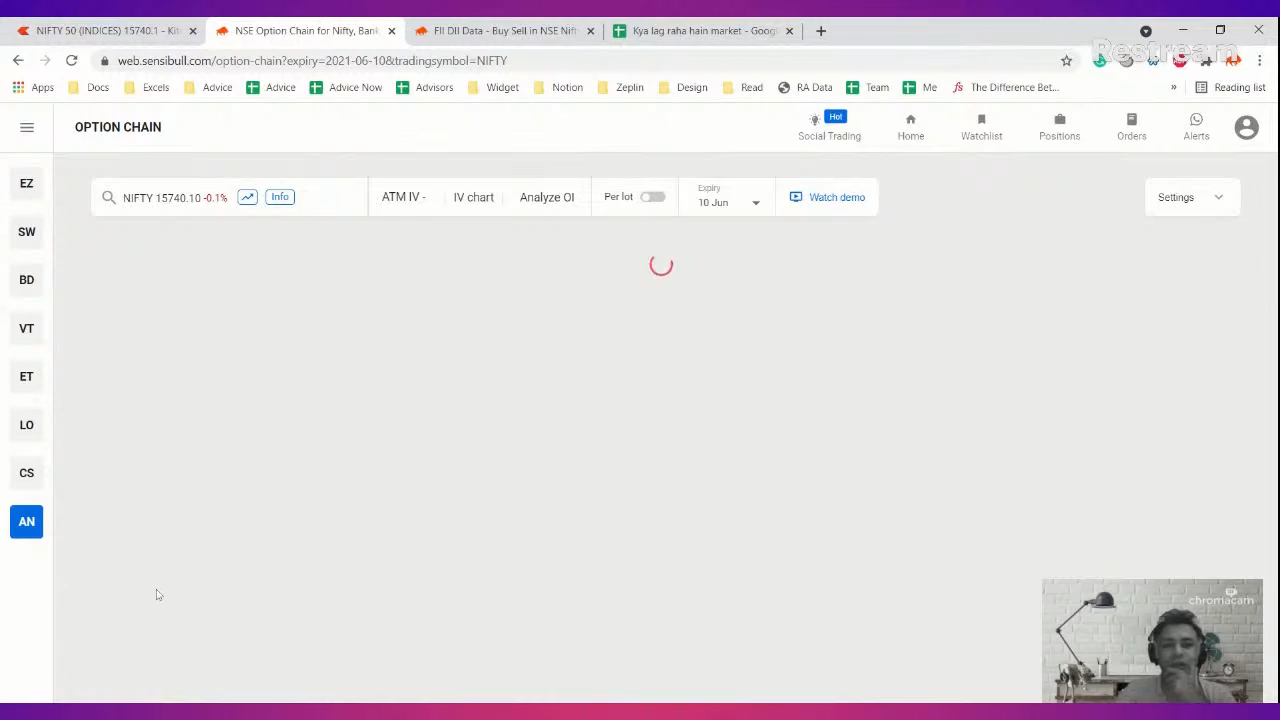 NIFTY 50 (INDICES) 15740.1 - Kit
NSE Option Chain for Nifty, Bank
FII DII Data - Buy Sell in NSE Nift
Kya lag raha hain market - Googl
Restream
web.sensibull.com/option-chain?expiry=2021-06-10&tradingsymbol=NIFTY
Apps
Docs
Exels
Advice
Advice
Advice Now
Advisors
Widget
Notion
Zeplin
Design
Read
RA Data
Team
Me
The Difference Bet...
»
Reading list
OPTION CHAIN
Hot
Social Trading
Home
Watchlist
Positions
Orders
Alerts
EZ
SW
BD
VT
ET
LO
CS
AN
NIFTY 15740.10 -0.1%
Info
ATM IV -
IV chart
Analyze OI
Per lot
Expiry
10 Jun
Watch demo
Settings
chromacam